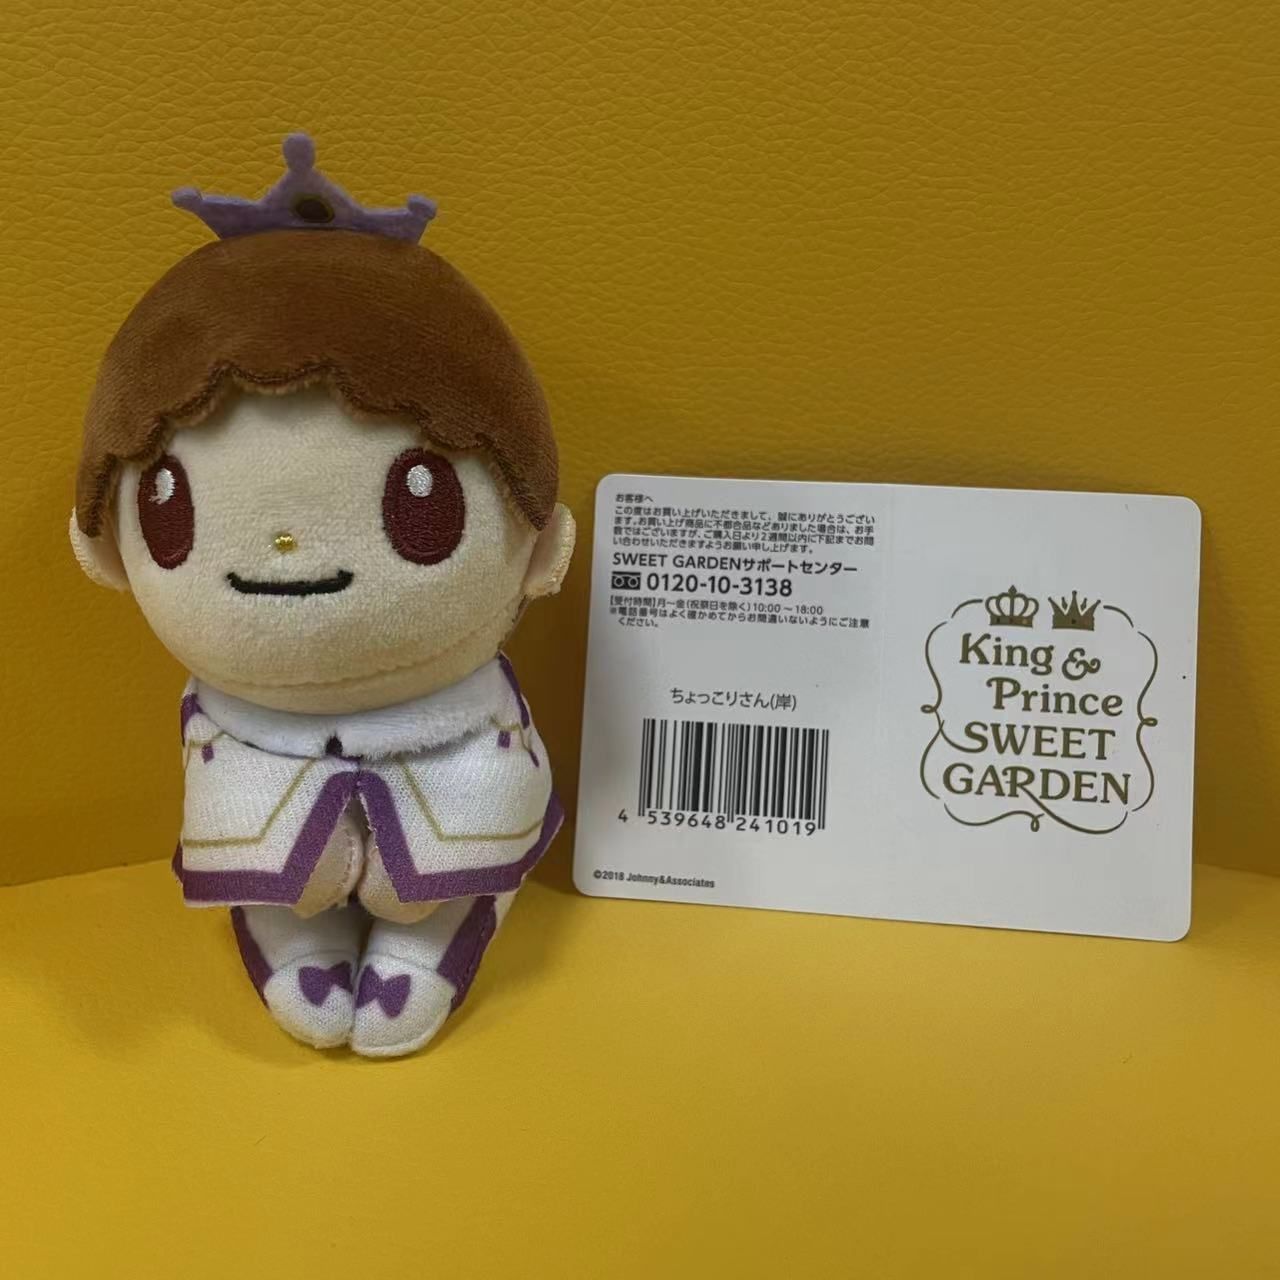 お客様へ
この度はお買い上げいただきまして、誠にありがとうござい
ます。お買い上げ商品に不都合品などありました場合は、お手
数ではございますが、ご購入日より2週間以内に下記までお問
い合わせいただきますようお願い申し上げます。
SWEET GARDENサポートセンター
0120-10-3138
【受付時間】月～金(祝祭日を除く)10:00～18:00
※電話番号はよく確かめてからお間違いないようにご注意
ください。
ちょっこりさん(岸)
4 539648 241019
©2018 Johnny&Associates
King &
Prince
SWEET
GARDEN